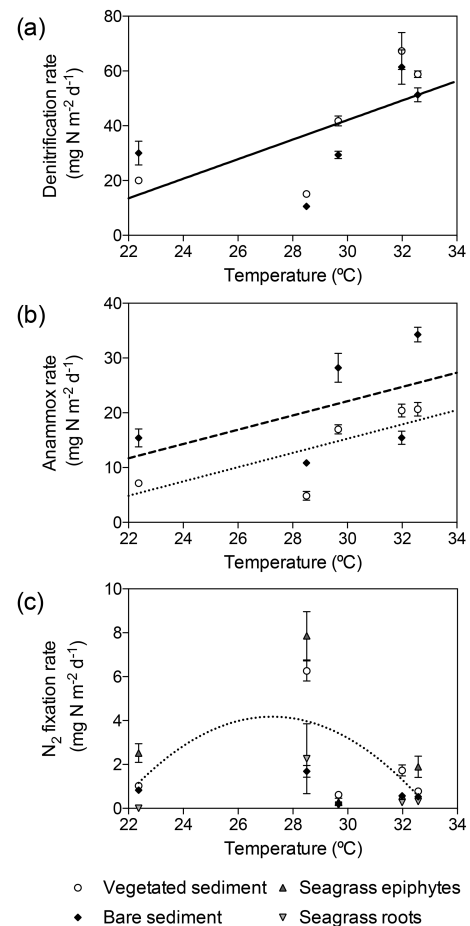 (a)
Denitrification rate
(mg N m-2 d-1)
80
60
40
20
0
22 24 26 28 30 32 34
Temperature (ºC)
(b)
Anammox rate
(mg N m-2 d-1)
40
30
20
10
0
22 24 26 28 30 32 34
Temperature (ºC)
(c)
N2 fixation rate
(mg N m-2 d-1)
10
8
6
4
2
0
22 24 26 28 30 32 34
Temperature (ºC)
Vegetated sediment Seagrass epiphytes
Bare sediment Seagrass roots